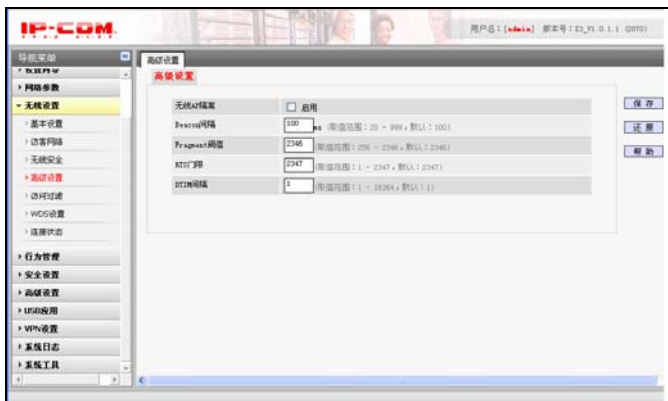 IP-COM
用户名：[admin] 版本号：I3_V1.0.1.1 (2870)
导航菜单
网络参数
无线设置
基本设置
访客网络
无线安全
高级设置
访问过滤
WDS设置
连接状态
行为管理
安全设置
高级设置
USB应用
VPN设置
系统日志
系统工具
高级设置
高级设置
无线AP隔离 启用
Beacon间隔 100 ms (取值范围：20 - 999，默认：100)
Fragment阀值 2346 (取值范围：256 - 2346，默认：2346)
RTS门限 2347 (取值范围：1 - 2347，默认：2347)
DTIM间隔 1 (取值范围：1 - 16384，默认：1)
保 存
还 原
帮 助